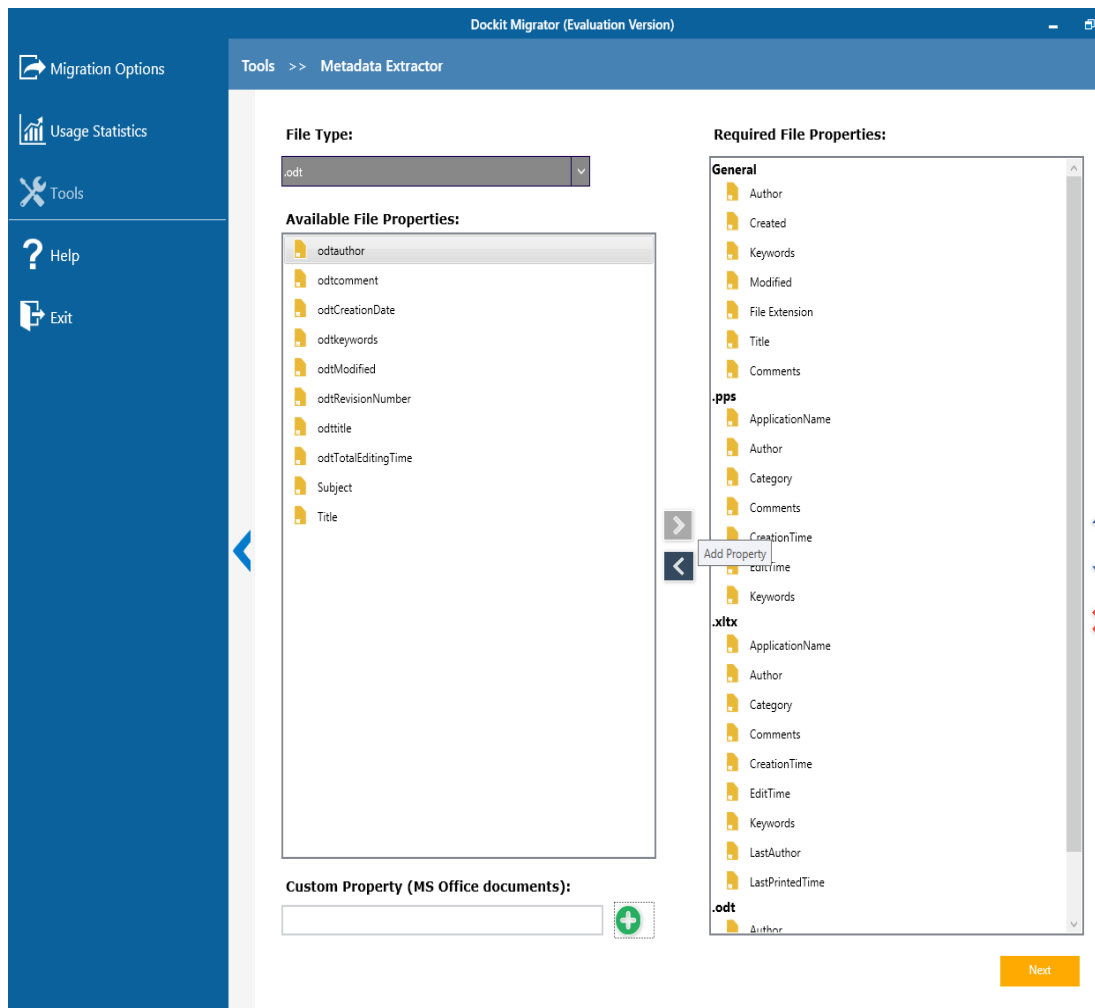 Dockit Migrator (Evaluation Version)
Migration Options
Usage Statistics
Tools
Help
Exit
Tools >> Metadata Extractor
File Type:
.odt
Available File Properties:
odtauthor
odtcomment
odtCreationDate
odtkeywords
odtModified
odtRevisionNumber
odttitle
odtTotalEditingTime
Subject
Title
Custom Property (MS Office documents):
Add Property
Required File Properties:
General
Author
Created
Keywords
Modified
File Extension
Title
Comments
.pps
ApplicationName
Author
Category
Comments
CreationTime
EditTime
Keywords
.xltx
ApplicationName
Author
Category
Comments
CreationTime
EditTime
Keywords
LastAuthor
LastPrintedTime
.odt
Author
Next